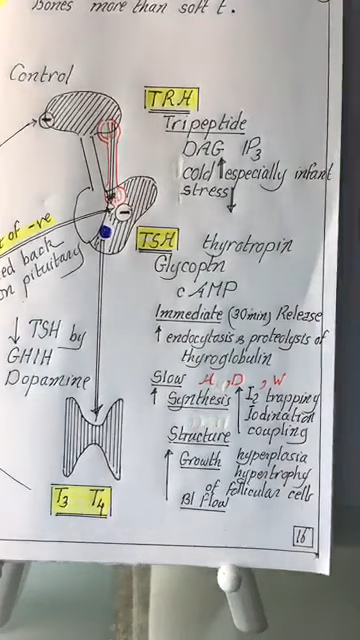 Bones more than soft t.
Control
TRH
Tripeptide
DAG IP3
cold ↑ especially infant
stress ↓
of -ve
ed back
on pituitary
TSH thyrotropin
Glycoptn
cAMP
Immediate (30min) Release
↑ endocytosis & proteolysis of
thyroglobulin
↓ TSH by
GHIH
Dopamine
Slow , D , W
↑ Synthesis ↑ I2 trapping
Iodination
coupling
Structure
↑ Growth hyperplasia
hypertrophy
of follicular cells
Bl flow
T3 T4
16